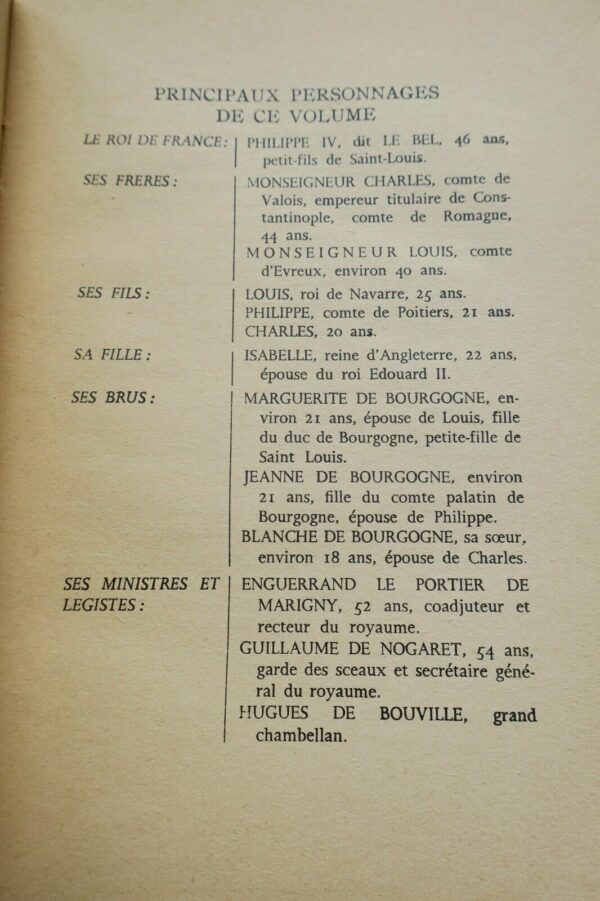 PRINCIPAUX PERSONNAGES
DE CE VOLUME
LE ROI DE FRANCE: PHILIPPE IV, dit LE BEL, 46 ans,
petit-fils de Saint-Louis.
SES FRERES: MONSEIGNEUR CHARLES, comte de
Valois, empereur titulaire de Cons-
tantinople, comte de Romagne,
44 ans.
MONSEIGNEUR LOUIS, comte
d'Evreux, environ 40 ans.
SES FILS: LOUIS, roi de Navarre, 25 ans.
PHILIPPE, comte de Poitiers, 21 ans.
CHARLES, 20 ans.
SA FILLE: ISABELLE, reine d'Angleterre, 22 ans,
épouse du roi Edouard II.
SES BRUS: MARGUERITE DE BOURGOGNE, en-
viron 21 ans, épouse de Louis, fille
du duc de Bourgogne, petite-fille de
Saint Louis.
JEANNE DE BOURGOGNE, environ
21 ans, fille du comte palatin de
Bourgogne, épouse de Philippe.
BLANCHE DE BOURGOGNE, sa sœur,
environ 18 ans, épouse de Charles.
SES MINISTRES ET ENGUERRAND LE PORTIER DE
LEGISTES: MARIGNY, 52 ans, coadjuteur et
recteur du royaume.
GUILLAUME DE NOGARET, 54 ans,
garde des sceaux et secrétaire géné-
ral du royaume.
HUGUES DE BOUVILLE, grand
chambellan.